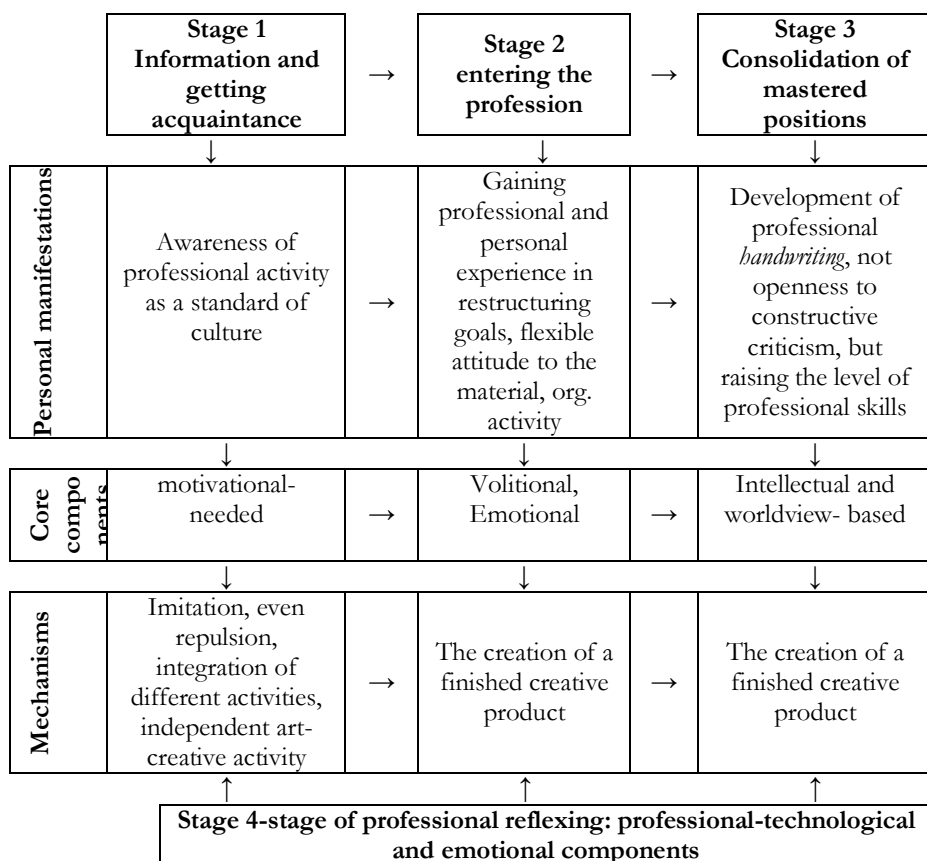 Stage 1
Information and
getting
acquaintance
→
Stage 2
entering the
profession
→
Stage 3
Consolidation of
mastered
positions
↓
↓
↓
Personal manifestations
Awareness of
professional activity
as a standard of
culture
→
Gaining
professional and
personal
experience in
restructuring
goals, flexible
attitude to the
material, org.
activity
→
Development of
professional
handwriting, not
openness to
constructive
criticism, but
raising the level of
professional skills
↓
↓
↓
Core
compo
nents
motivational-
needed
→
Volitional,
Emotional
→
Intellectual and
worldview- based
↓
↓
↓
Mechanisms
Imitation, even
repulsion,
integration of
different activities,
independent art-
creative activity
→
The creation of a
finished creative
product
→
The creation of a
finished creative
product
↑
↑
↑
Stage 4-stage of professional reflexing: professional-technological
and emotional components